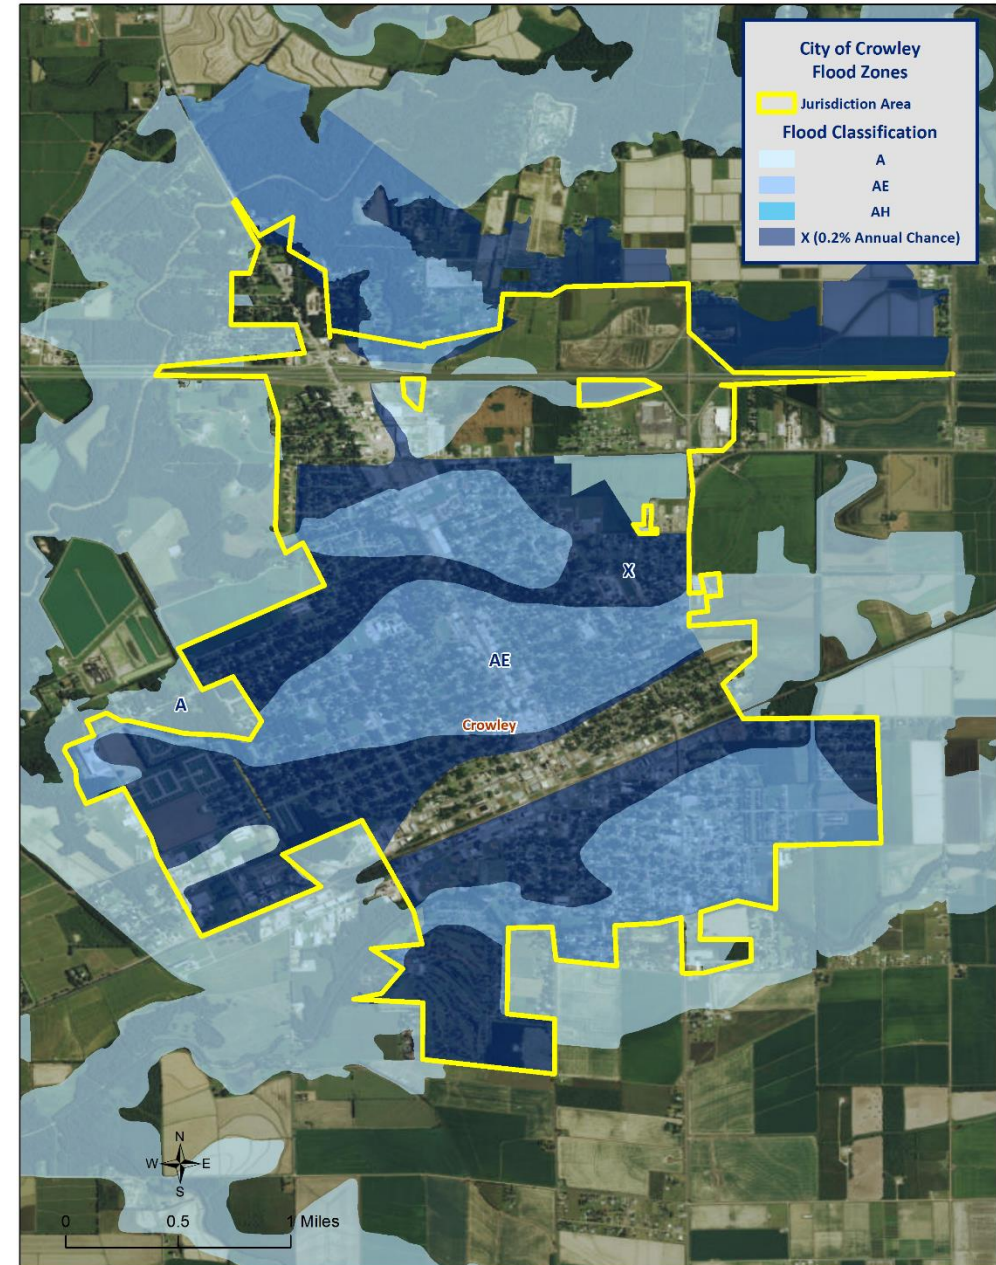 City of Crowley
Flood Zones
Jurisdiction Area
Flood Classification
A
AE
AH
X (0.2% Annual Chance)
X
AE
A
Crowley
N
W E
S
0 0.5 1 Miles